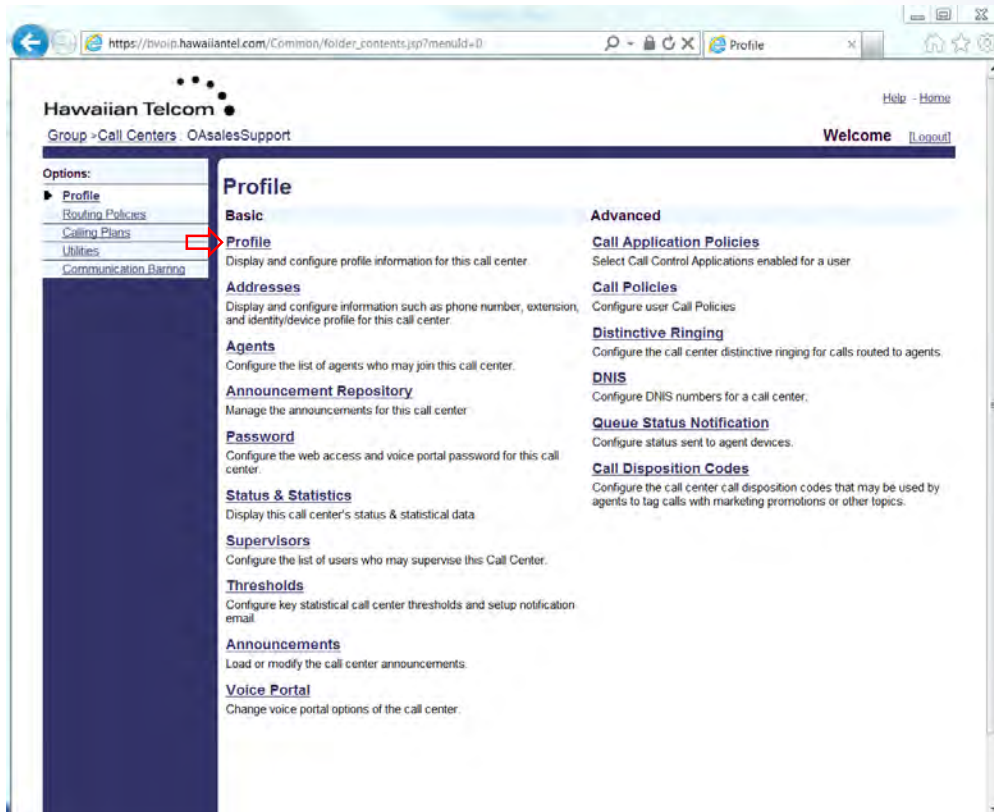 https://bvoip.hawaiiantel.com/Common/folder_contents.jsp?menuId=0
Profile
Hawaiian Telcom
Help - Home
Group >Call Centers : OAsalesSupport
Welcome [Logout]
Options:
Profile
Routing Policies
Calling Plans
Utilities
Communication Barring
Profile
Basic
Profile
Display and configure profile information for this call center.
Addresses
Display and configure information such as phone number, extension,
and identity/device profile for this call center.
Agents
Configure the list of agents who may join this call center.
Announcement Repository
Manage the announcements for this call center
Password
Configure the web access and voice portal password for this call
center.
Status & Statistics
Display this call center's status & statistical data
Supervisors
Configure the list of users who may supervise this Call Center.
Thresholds
Configure key statistical call center thresholds and setup notification
email.
Announcements
Load or modify the call center announcements.
Voice Portal
Change voice portal options of the call center.
Advanced
Call Application Policies
Select Call Control Applications enabled for a user
Call Policies
Configure user Call Policies
Distinctive Ringing
Configure the call center distinctive ringing for calls routed to agents.
DNIS
Configure DNIS numbers for a call center.
Queue Status Notification
Configure status sent to agent devices.
Call Disposition Codes
Configure the call center call disposition codes that may be used by
agents to tag calls with marketing promotions or other topics.